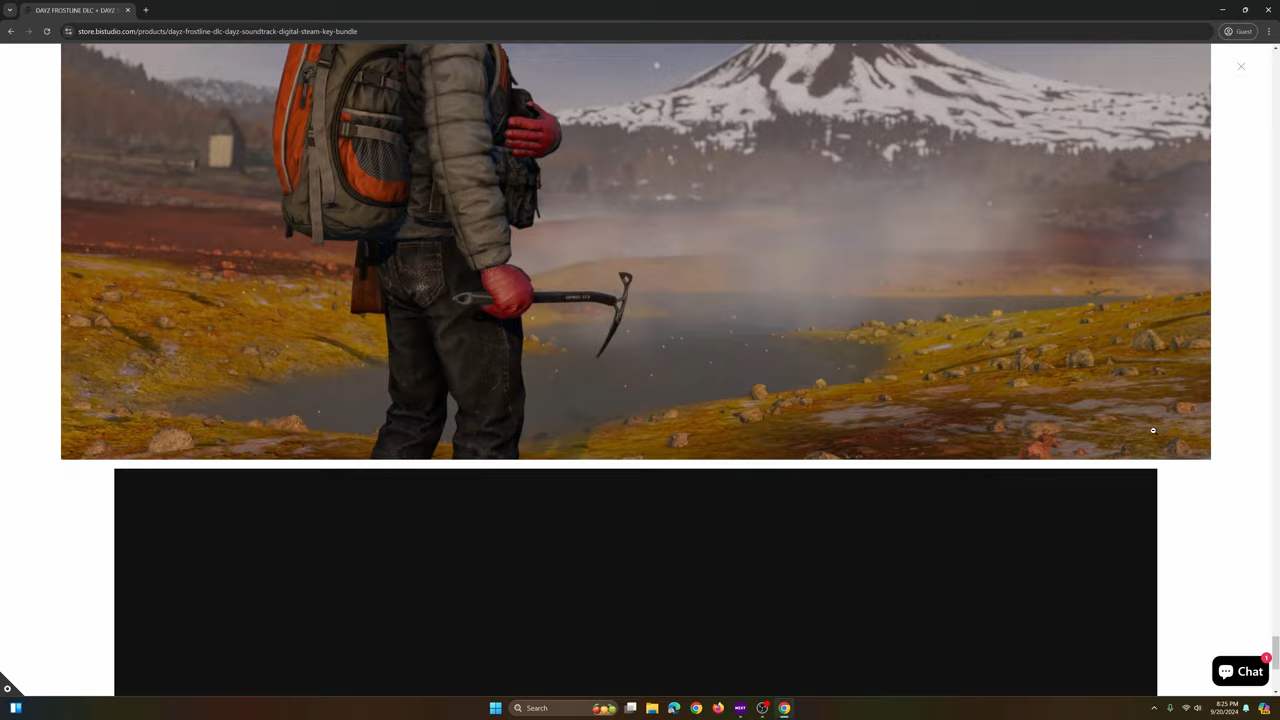 DAYZ FROSTLINE DLC + DAYZ S
store.bistudio.com/products/dayz-frostline-dlc-dayz-soundtrack-digital-steam-key-bundle
Guest
1
Chat
Search
NEXT
8:25 PM
9/20/2024